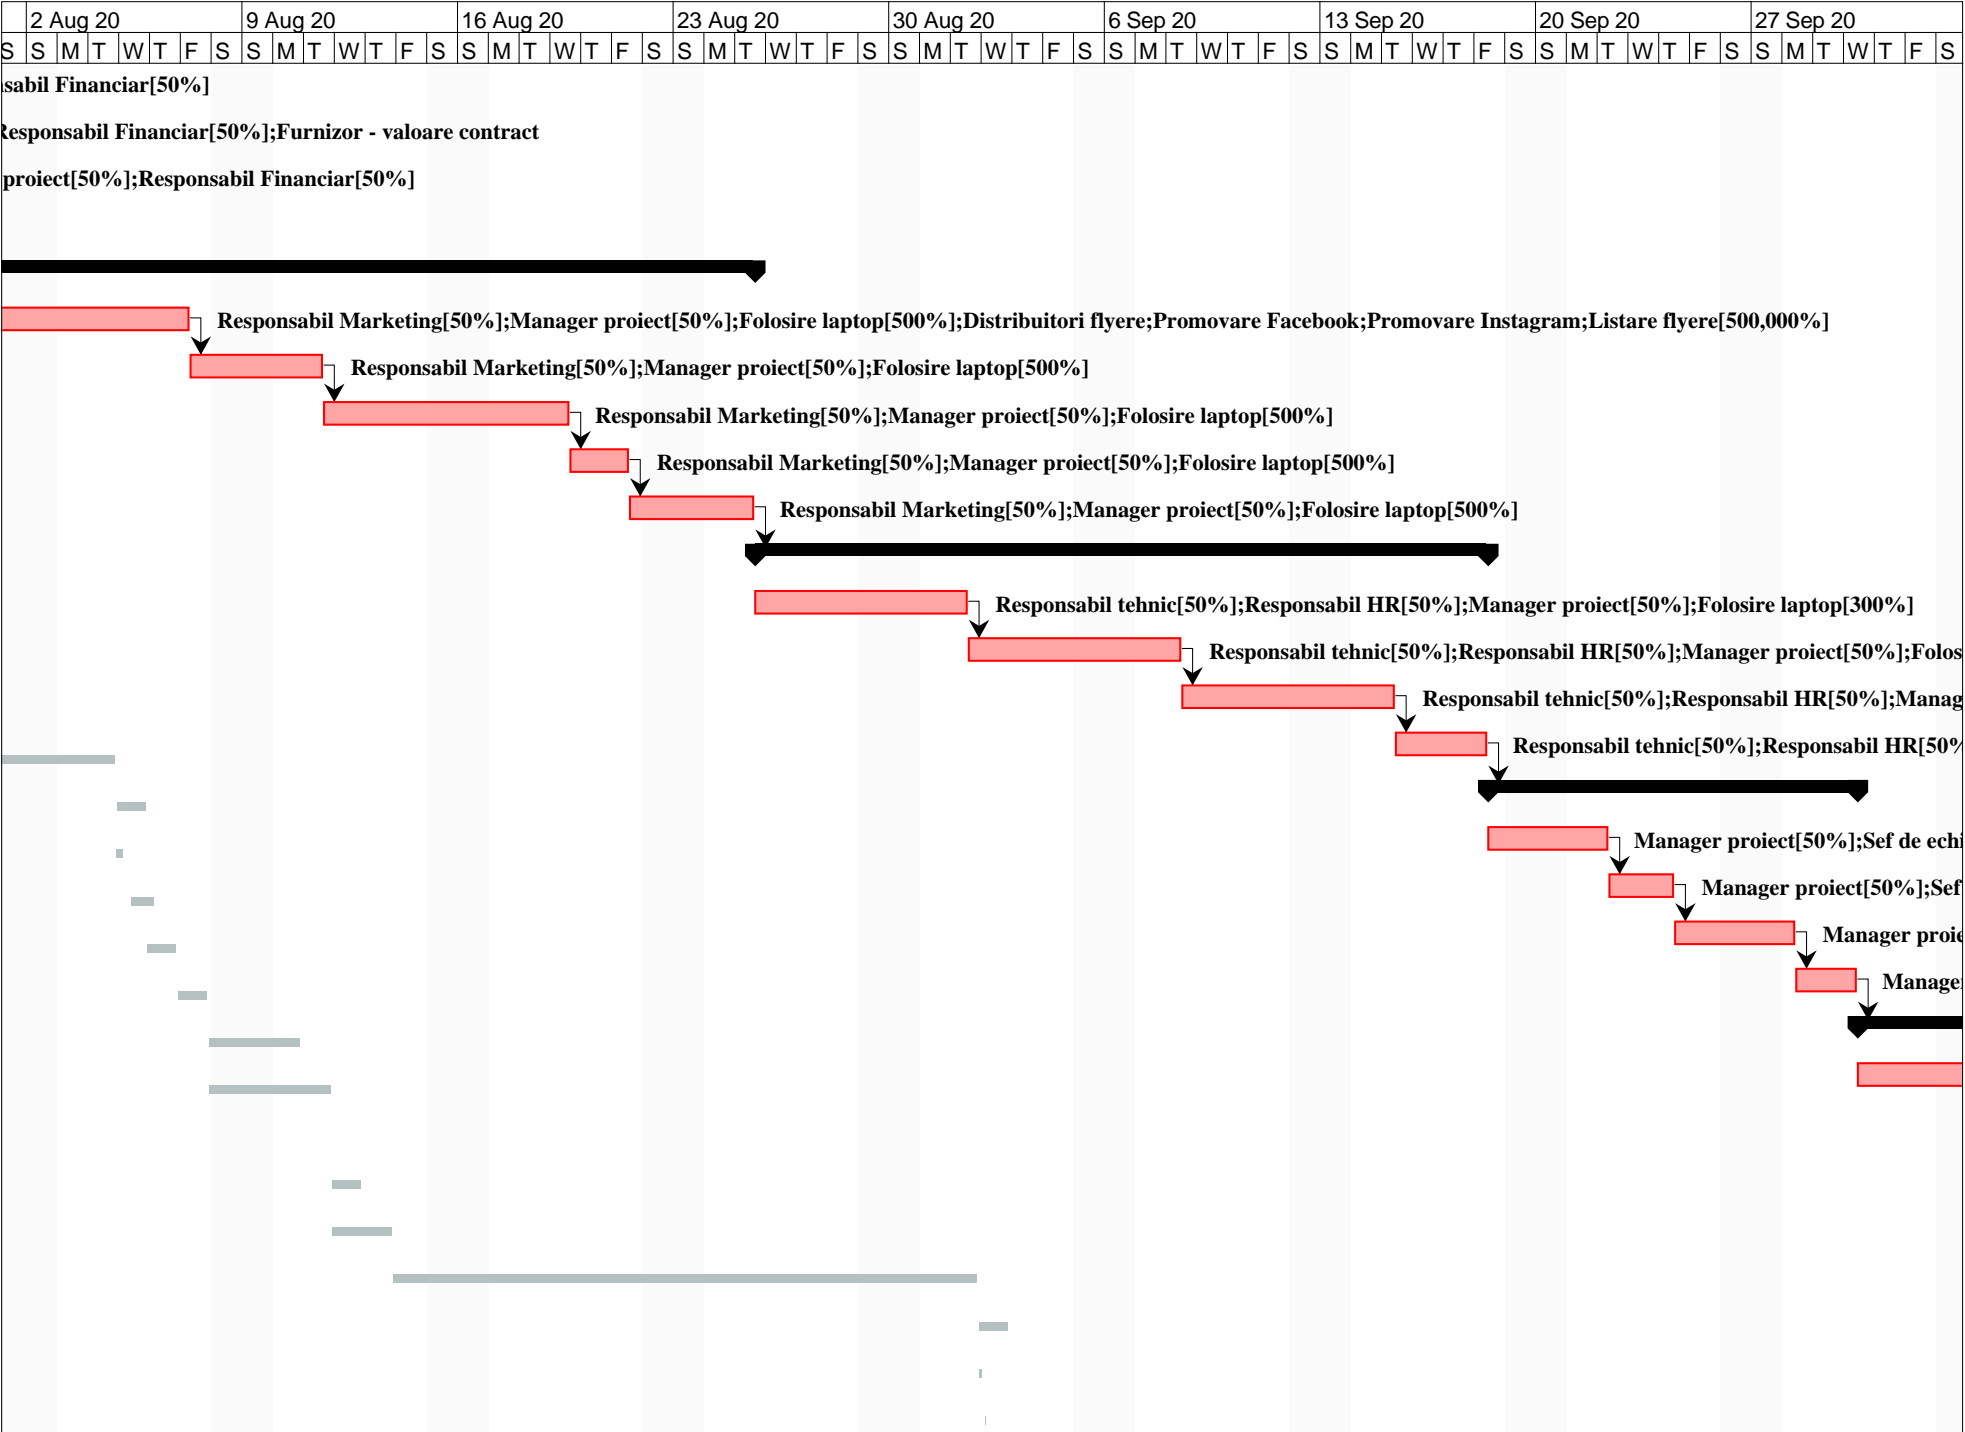 2 Aug 20 9 Aug 20 16 Aug 20 23 Aug 20 30 Aug 20 6 Sep 20 13 Sep 20 20 Sep 20 27 Sep 20
S S M T W T F S S M T W T F S S M T W T F S S M T W T F S S M T W T F S S M T W T F S S M T W T F S S M T W T F S S M T W T F S
sabil Financiar[50%]
Responsabil Financiar[50%];Furnizor - valoare contract
proiect[50%];Responsabil Financiar[50%]
Responsabil Marketing[50%];Manager proiect[50%];Folosire laptop[500%];Distribuitori flyere;Promovare Facebook;Promovare Instagram;Listare flyere[500,000%]
Responsabil Marketing[50%];Manager proiect[50%];Folosire laptop[500%]
Responsabil Marketing[50%];Manager proiect[50%];Folosire laptop[500%]
Responsabil Marketing[50%];Manager proiect[50%];Folosire laptop[500%]
Responsabil Marketing[50%];Manager proiect[50%];Folosire laptop[500%]
Responsabil tehnic[50%];Responsabil HR[50%];Manager proiect[50%];Folosire laptop[300%]
Responsabil tehnic[50%];Responsabil HR[50%];Manager proiect[50%];Folos
Responsabil tehnic[50%];Responsabil HR[50%];Manag
Responsabil tehnic[50%];Responsabil HR[50%
Manager proiect[50%];Sef de echi
Manager proiect[50%];Sef
Manager proie
Manager